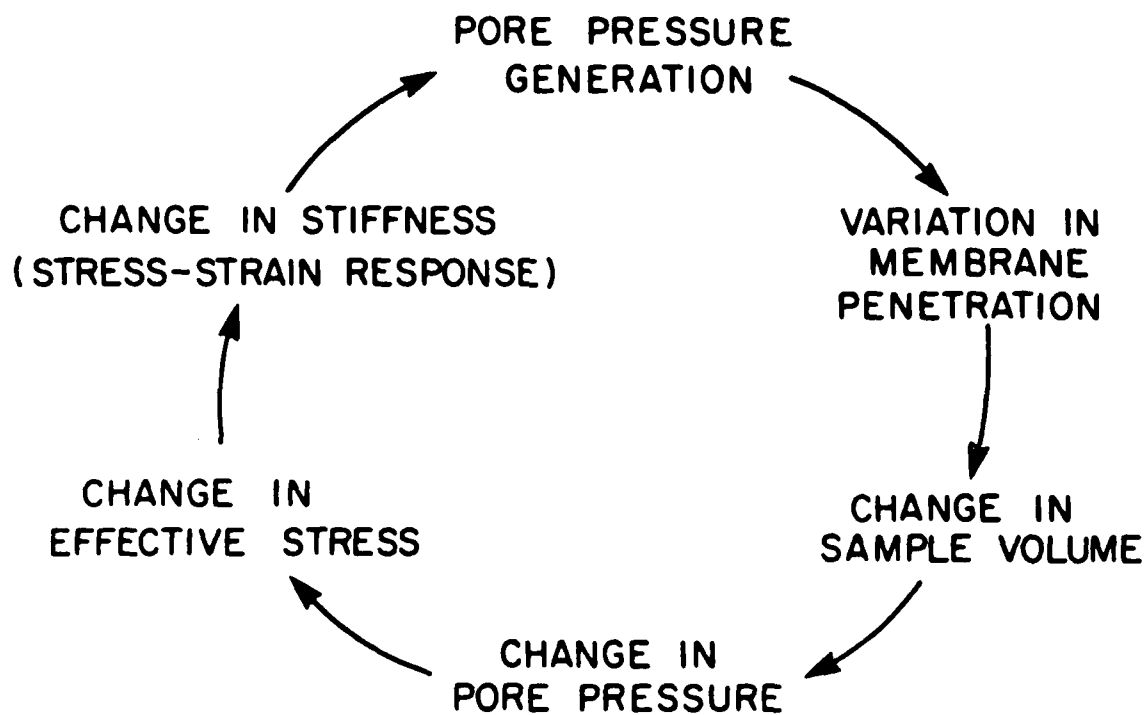 PORE PRESSURE
GENERATION
VARIATION IN
MEMBRANE
PENETRATION
CHANGE IN
SAMPLE VOLUME
CHANGE IN
PORE PRESSURE
CHANGE IN
EFFECTIVE STRESS
CHANGE IN STIFFNESS
(STRESS-STRAIN RESPONSE)